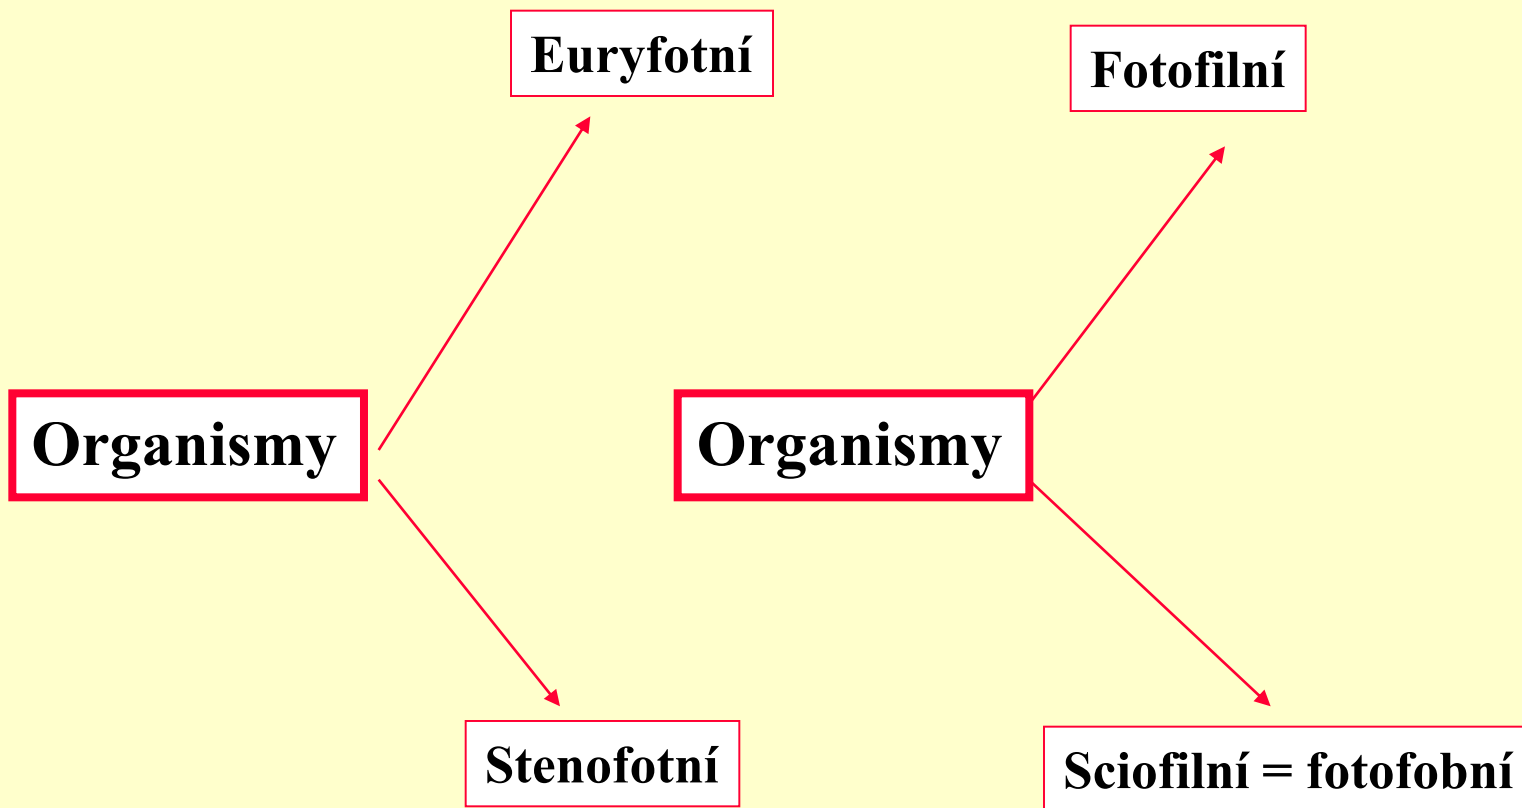 Euryfotní
Fotofilní
Organismy
Organismy
Stenofotní
Sciofilní = fotofobní